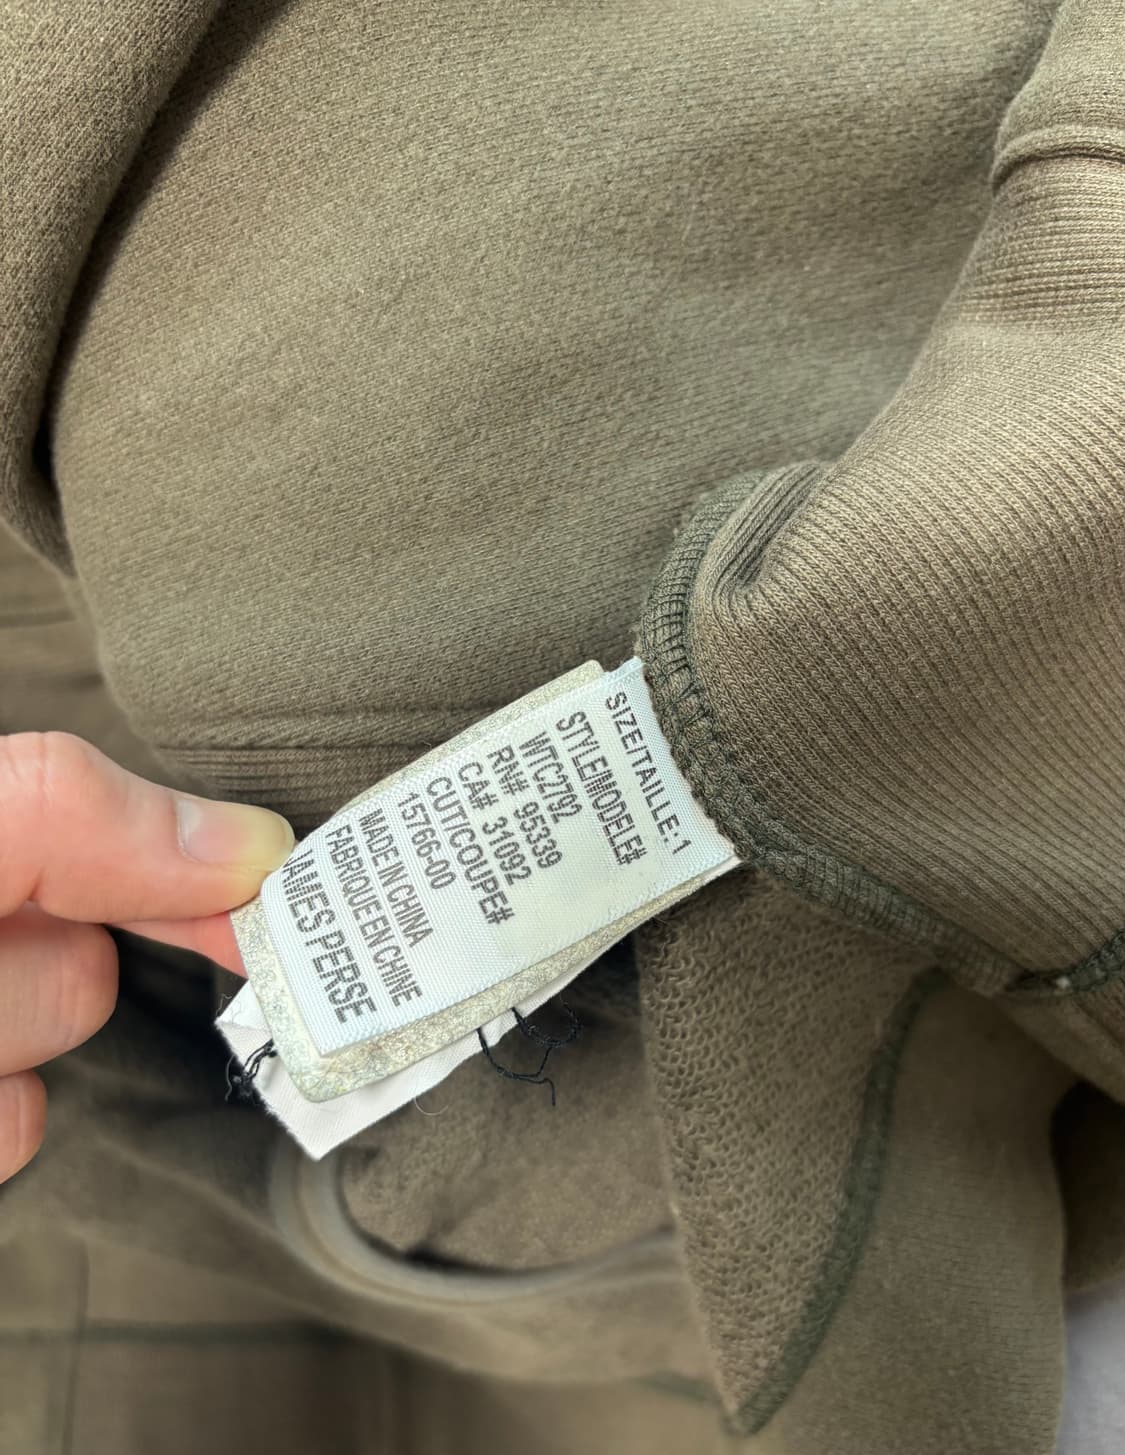 SIZE/TAILLE:1
STYLE/MODELE#
WTC2792
RN# 95339
CA# 31092
CUT/COUPE#
15766-00
MADE IN CHINA
FABRIQUE EN CHINE
JAMES PERSE